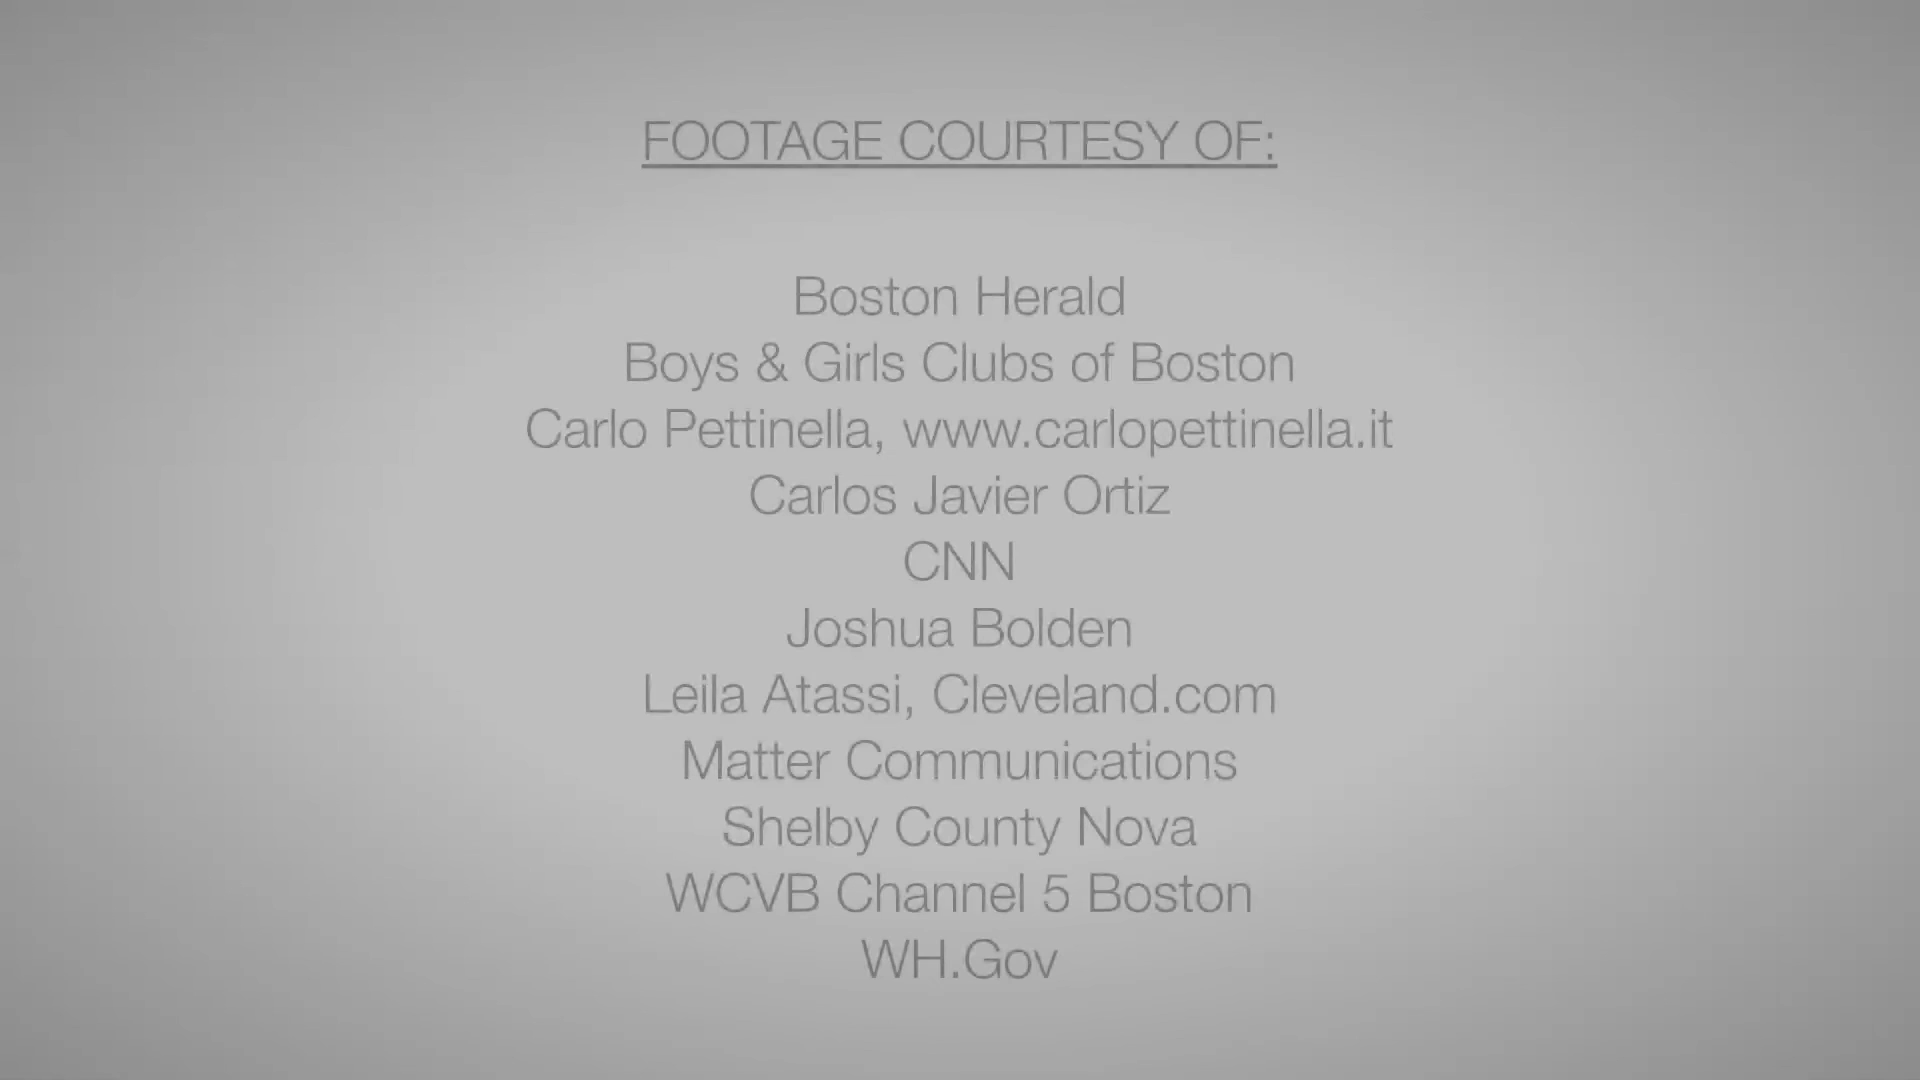 FOOTAGE COURTESY OF:
Boston Herald
Boys & Girls Clubs of Boston
Carlo Pettinella, www.carlopettinella.it
Carlos Javier Ortiz
CNN
Joshua Bolden
Leila Atassi, Cleveland.com
Matter Communications
Shelby County Nova
WCVB Channel 5 Boston
WH.Gov